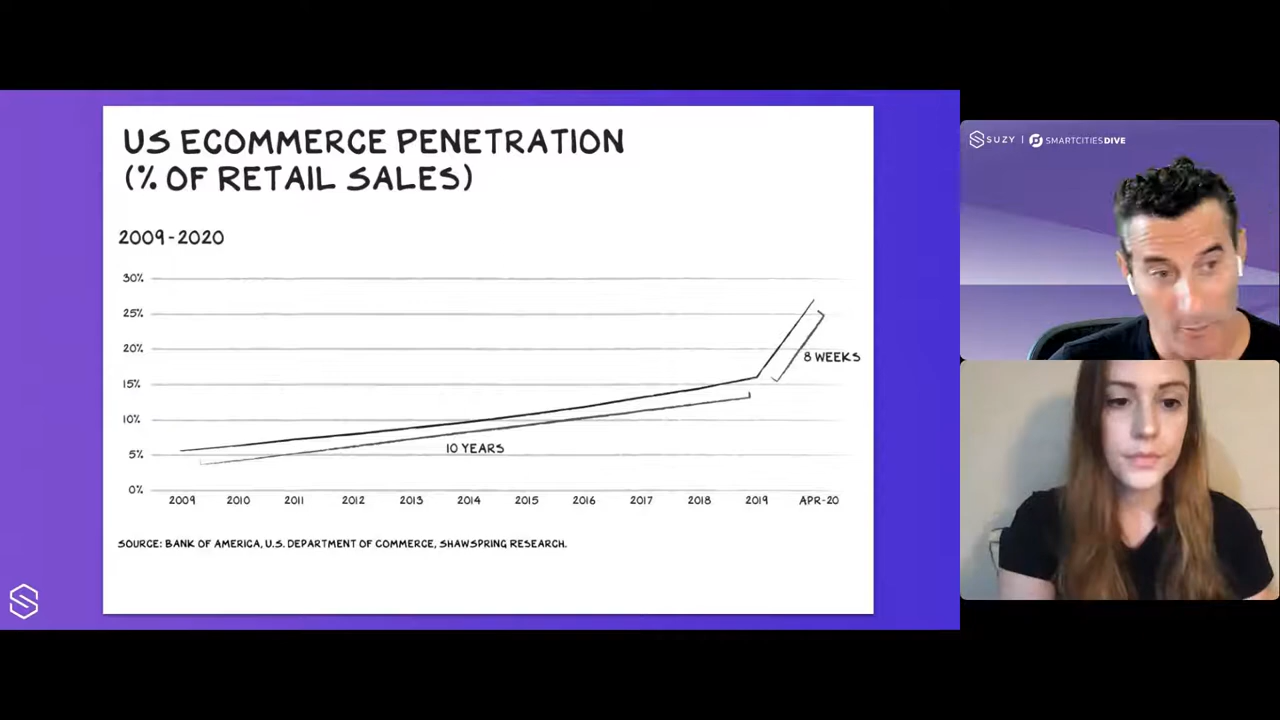 US ECOMMERCE PENETRATION
(% OF RETAIL SALES)
2009-2020
30%
25%
20%
15%
10%
5%
0%
8 WEEKS
10 YEARS
2009 2010 2011 2012 2013 2014 2015 2016 2017 2018 2019 APR-20
SOURCE: BANK OF AMERICA, U.S. DEPARTMENT OF COMMERCE, SHAWSPRING RESEARCH.
SUZY | SMARTCITIESDIVE